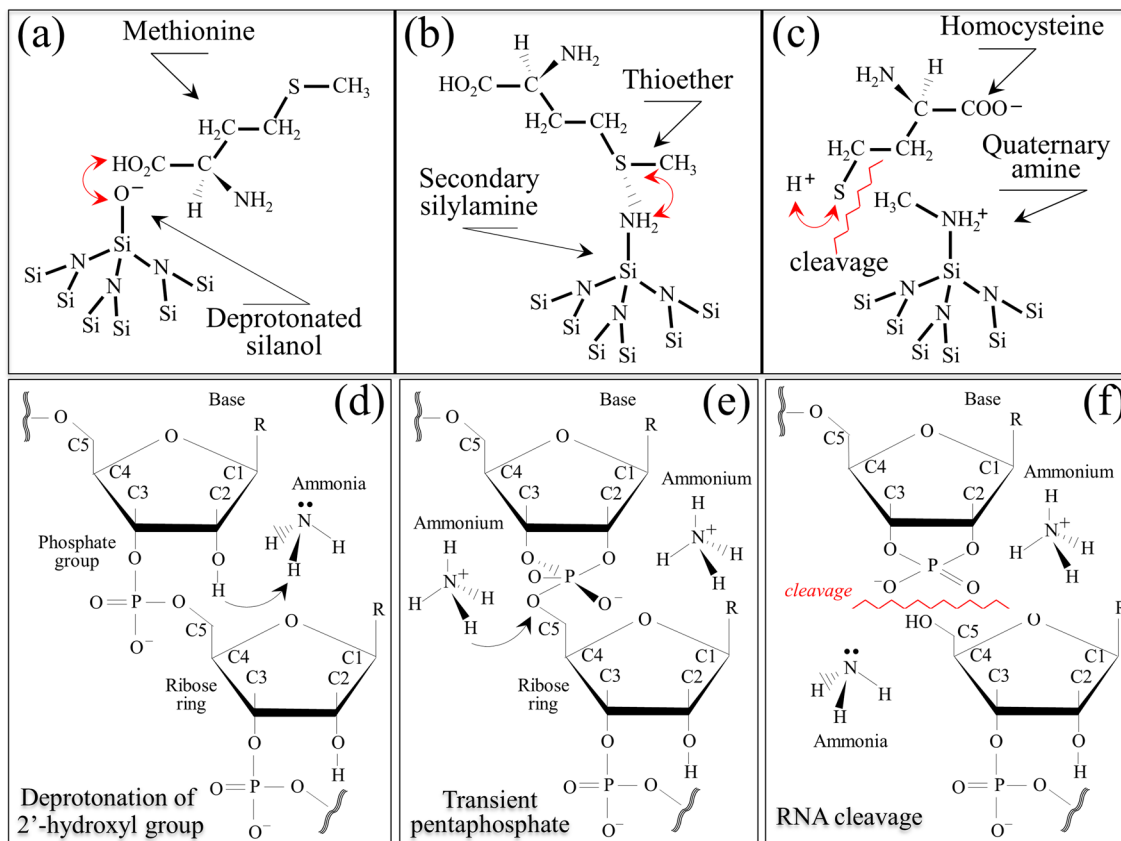 (a)
Methionine
S—CH₃
H₂C—CH₂
HO₂C—C
H
NH₂
O⁻
Si
N
N
N
Si
Si
Si
Si
Si
Si
Deprotonated
silanol
(b)
H
NH₂
HO₂C—C
Thioether
H₂C—CH₂
S—CH₃
Secondary
silylamine
NH₂
Si
N
N
N
Si
Si
Si
Si
Si
Si
(c)
Homocysteine
H₂N
H
C—COO⁻
H₂C—CH₂
Quaternary
amine
H⁺
S
H₃C
NH₂⁺
cleavage
Si
N
N
N
Si
Si
Si
Si
Si
Si
(d)
O
Base
R
C5
O
C4
C1
C3
C2
Ammonia
N
H
H
H
Phosphate
group
O
O
H
O=P—O
O⁻
C5
O
R
C4
C1
C3
C2
Ribose
ring
O
O
H
O=P—O
O⁻
Deprotonation of
2’-hydroxyl group
(e)
O
Base
R
C5
O
C4
C1
C3
C2
Ammonium
H
N⁺
H
H
H
Ammonium
H
N⁺
H
H
H
O
O
O
P
O
O⁻
C5
O
R
C4
C1
C3
C2
Ribose
ring
O
O
H
O=P—O
O⁻
Transient
pentaphosphate
(f)
O
Base
R
C5
O
C4
C1
C3
C2
Ammonium
H
N⁺
H
H
H
O
O
P
⁻O
O
cleavage
HO
C5
O
R
C4
C1
C3
C2
N
H
H
H
Ammonia
O
O
H
O=P—O
O⁻
RNA cleavage